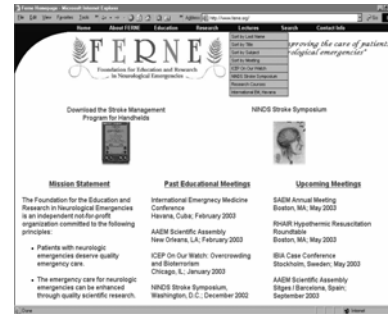 Ferne Homepage - Microsoft Internet Explorer
File Edit View Favorites Tools
Address http://www.ferne.org/
Home About FERNE Education Research Lectures Search Contact Info
Sort by Last Name
Sort by Title
Sort by Subject
Sort by Meeting
ICEP On Our Watch
NINDS Stroke Symposium
Research Courses
International EM, Havana
FERNE
Foundation for Education and Research
in Neurological Emergencies
proving the care of patient
rological emergencies"
Download the Stroke Management
Program for Handhelds
NINDS Stroke Symposium
Mission Statement
The Foundation for the Education and
Research in Neurological Emergencies
is an independent not-for-profit
organization committed to the following
principles:
• Patients with neurologic
emergencies deserve quality
emergency care.
• The emergency care for neurologic
emergencies can be enhanced
through quality scientific research.
Past Educational Meetings
International Emergnecy Medicine
Conference
Havana, Cuba; February 2003
AAEM Scientific Assembly
New Orleans, LA; February 2003
ICEP On Our Watch: Overcrowding
and Bioterrorism
Chicago, IL; January 2003
NINDS Stroke Symposium,
Washington, D.C.; December 2002
Upcoming Meetings
SAEM Annual Meeting
Boston, MA; May 2003
RHAIR Hypothermic Resuscitation
Roundtable
Boston, MA; May 2003
IBIA Case Conference
Stockholm, Sweden; May 2003
AAEM Scientific Assembly
Sitges / Barcelona, Spain;
September 2003
Done
Internet